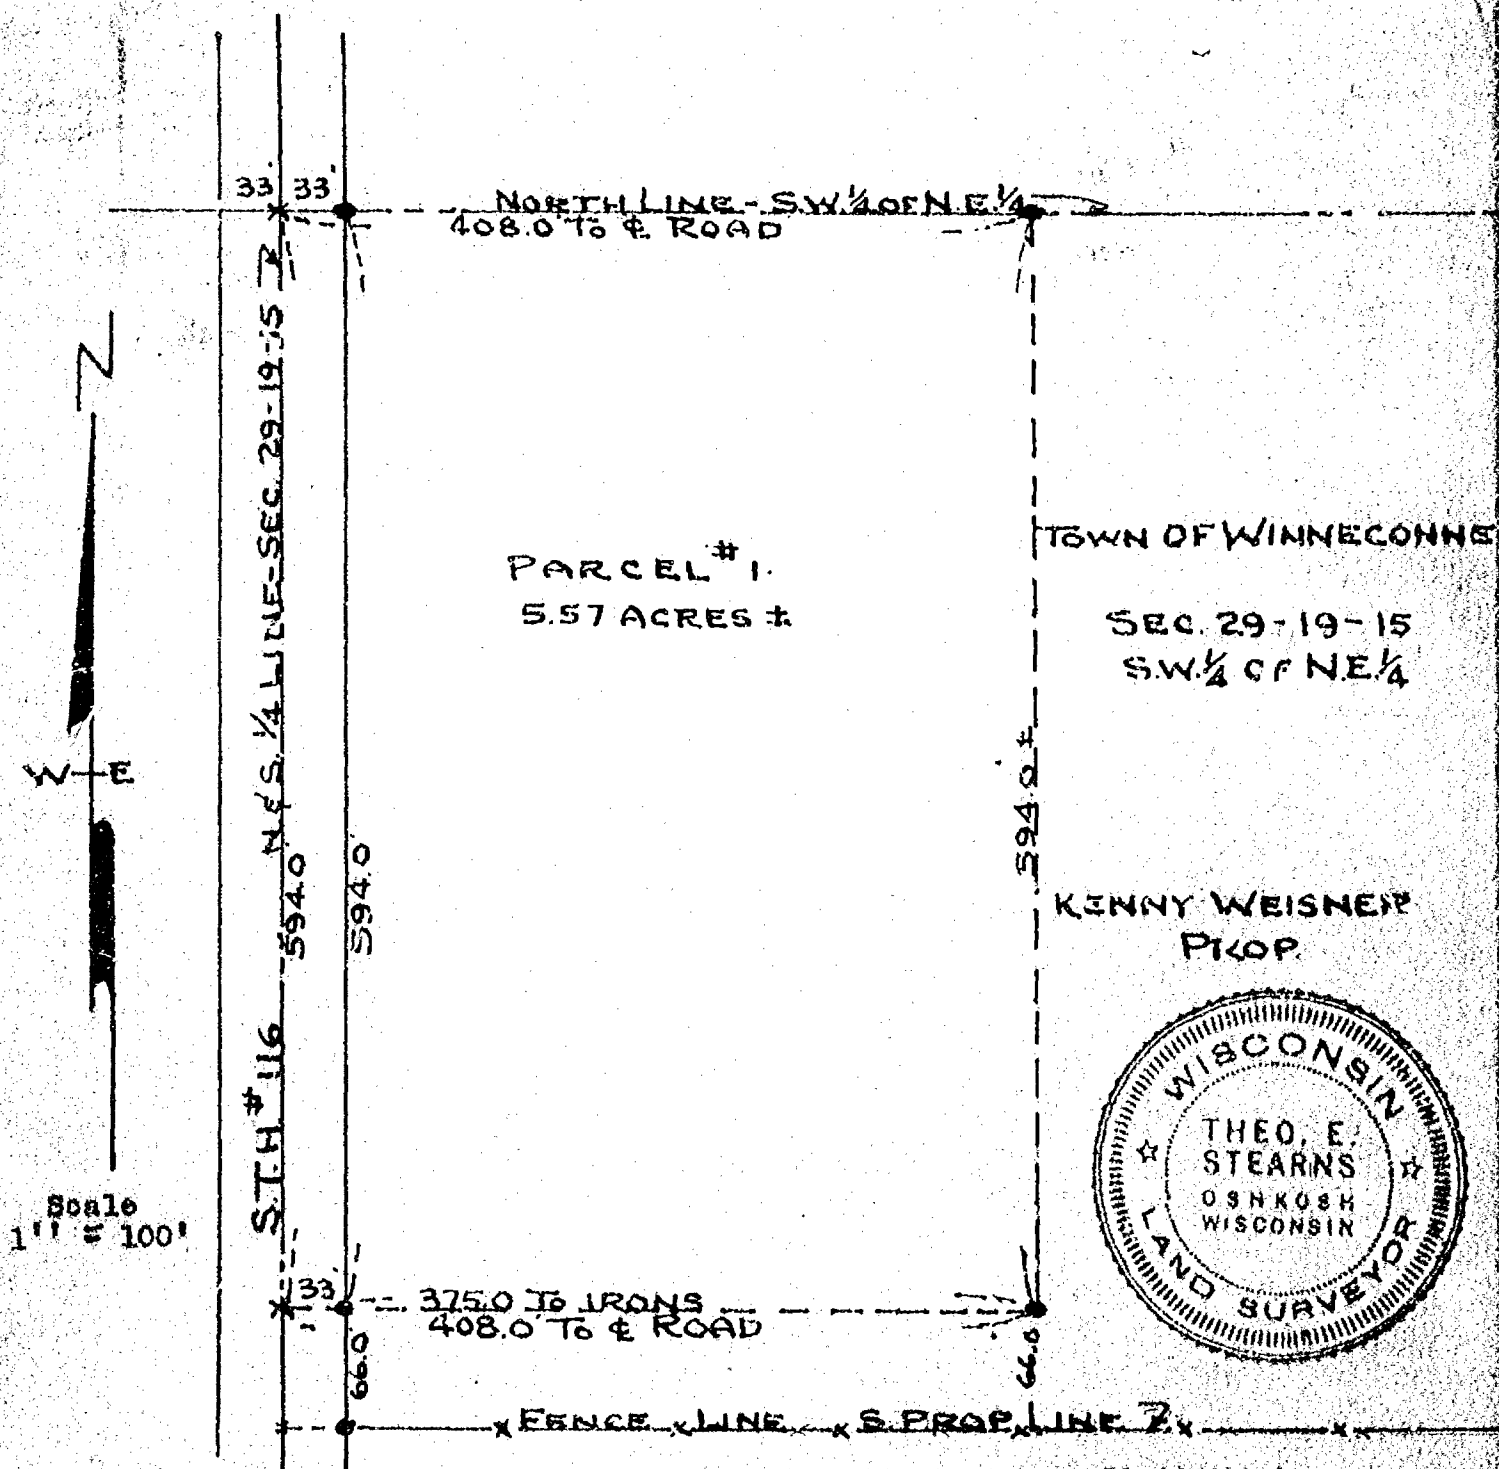 33' 33'
NORTH LINE - S.W.¼ OF N.E.¼
408.0' To ℄ ROAD
N
N & S. ¼ LINE - SEC. 29-19-15
PARCEL #1.
5.57 ACRES ±
TOWN OF WINNECONNE
SEC. 29-19-15
S.W.¼ OF N.E.¼
W E
594.0'
594.0'
594.0 ±
KENNY WEISNER
PROP.
S.T.H. #116
WISCONSIN
THEO. E.
STEARNS
OSHKOSH
WISCONSIN
LAND SURVEYOR
Scale
1'' = 100'
33'
375.0 To IRONS
408.0' To ℄ ROAD
66.0'
66.0'
FENCE LINE S. PROP. LINE